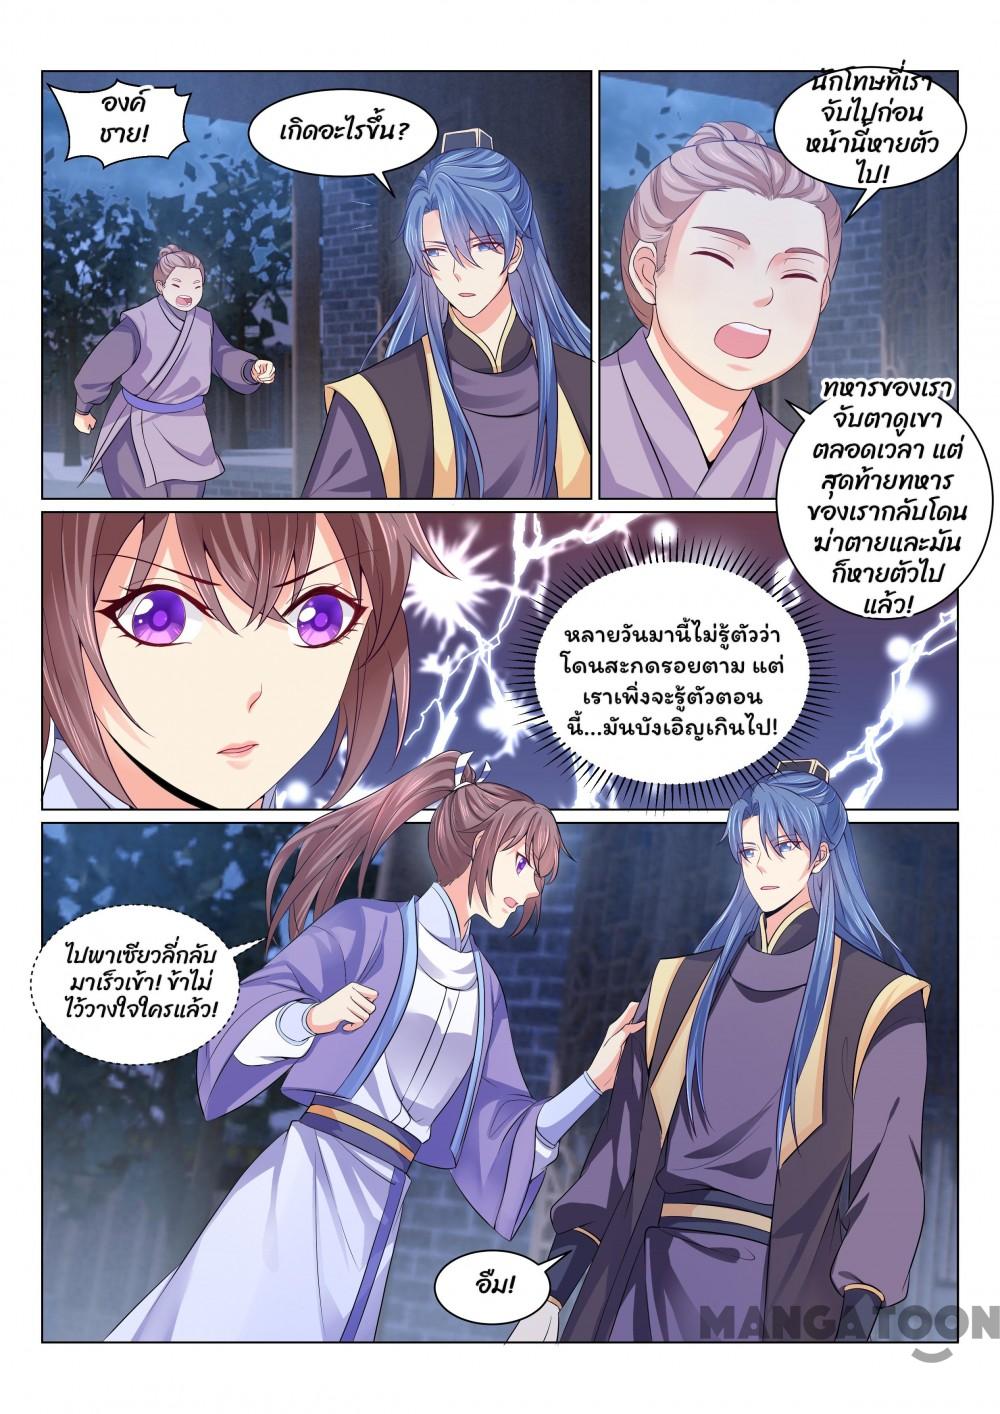 องค์
ชาย!
เกิดอะไรขึ้น?
นักโทษที่เรา
จับไปก่อน
หน้านี้หายตัว
ไป!
ทหารของเรา
จับตาดูเขา
ตลอดเวลา แต่
สุดท้ายทหาร
ของเรากลับโดน
ฆ่าตายและมัน
ก็หายตัวไป
แล้ว!
หลายวันมานี้ไม่รู้ตัวว่า
โดนสะกดรอยตาม แต่
เราเพิ่งจะรู้ตัวตอน
นี้...มันบังเอิญเกินไป!
ไปพาเซียวลี่กลับ
มาเร็วเข้า! ข้าไม่
ไว้วางใจใครแล้ว!
อืม!
MANGATOON